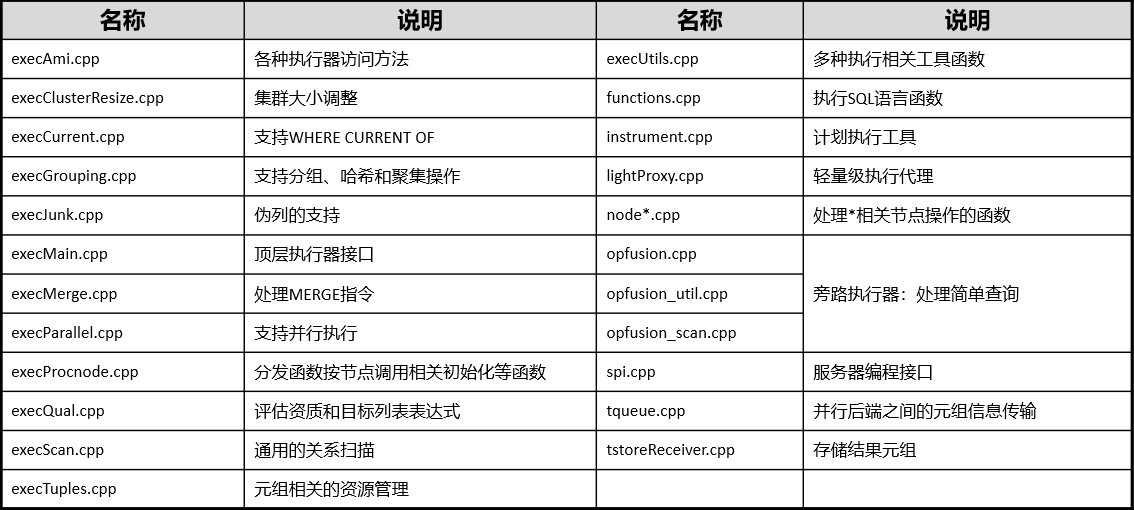 名称 说明 名称 说明
execAmi.cpp 各种执行器访问方法 execUtils.cpp 多种执行相关工具函数
execClusterResize.cpp 集群大小调整 functions.cpp 执行SQL语言函数
execCurrent.cpp 支持WHERE CURRENT OF instrument.cpp 计划执行工具
execGrouping.cpp 支持分组、哈希和聚集操作 lightProxy.cpp 轻量级执行代理
execJunk.cpp 伪列的支持 node*.cpp 处理*相关节点操作的函数
execMain.cpp 顶层执行器接口 opfusion.cpp
execMerge.cpp 处理MERGE指令 opfusion_util.cpp 旁路执行器：处理简单查询
execParallel.cpp 支持并行执行 opfusion_scan.cpp
execProcnode.cpp 分发函数按节点调用相关初始化等函数 spi.cpp 服务器编程接口
execQual.cpp 评估资质和目标列表表达式 tqueue.cpp 并行后端之间的元组信息传输
execScan.cpp 通用的关系扫描 tstoreReceiver.cpp 存储结果元组
execTuples.cpp 元组相关的资源管理